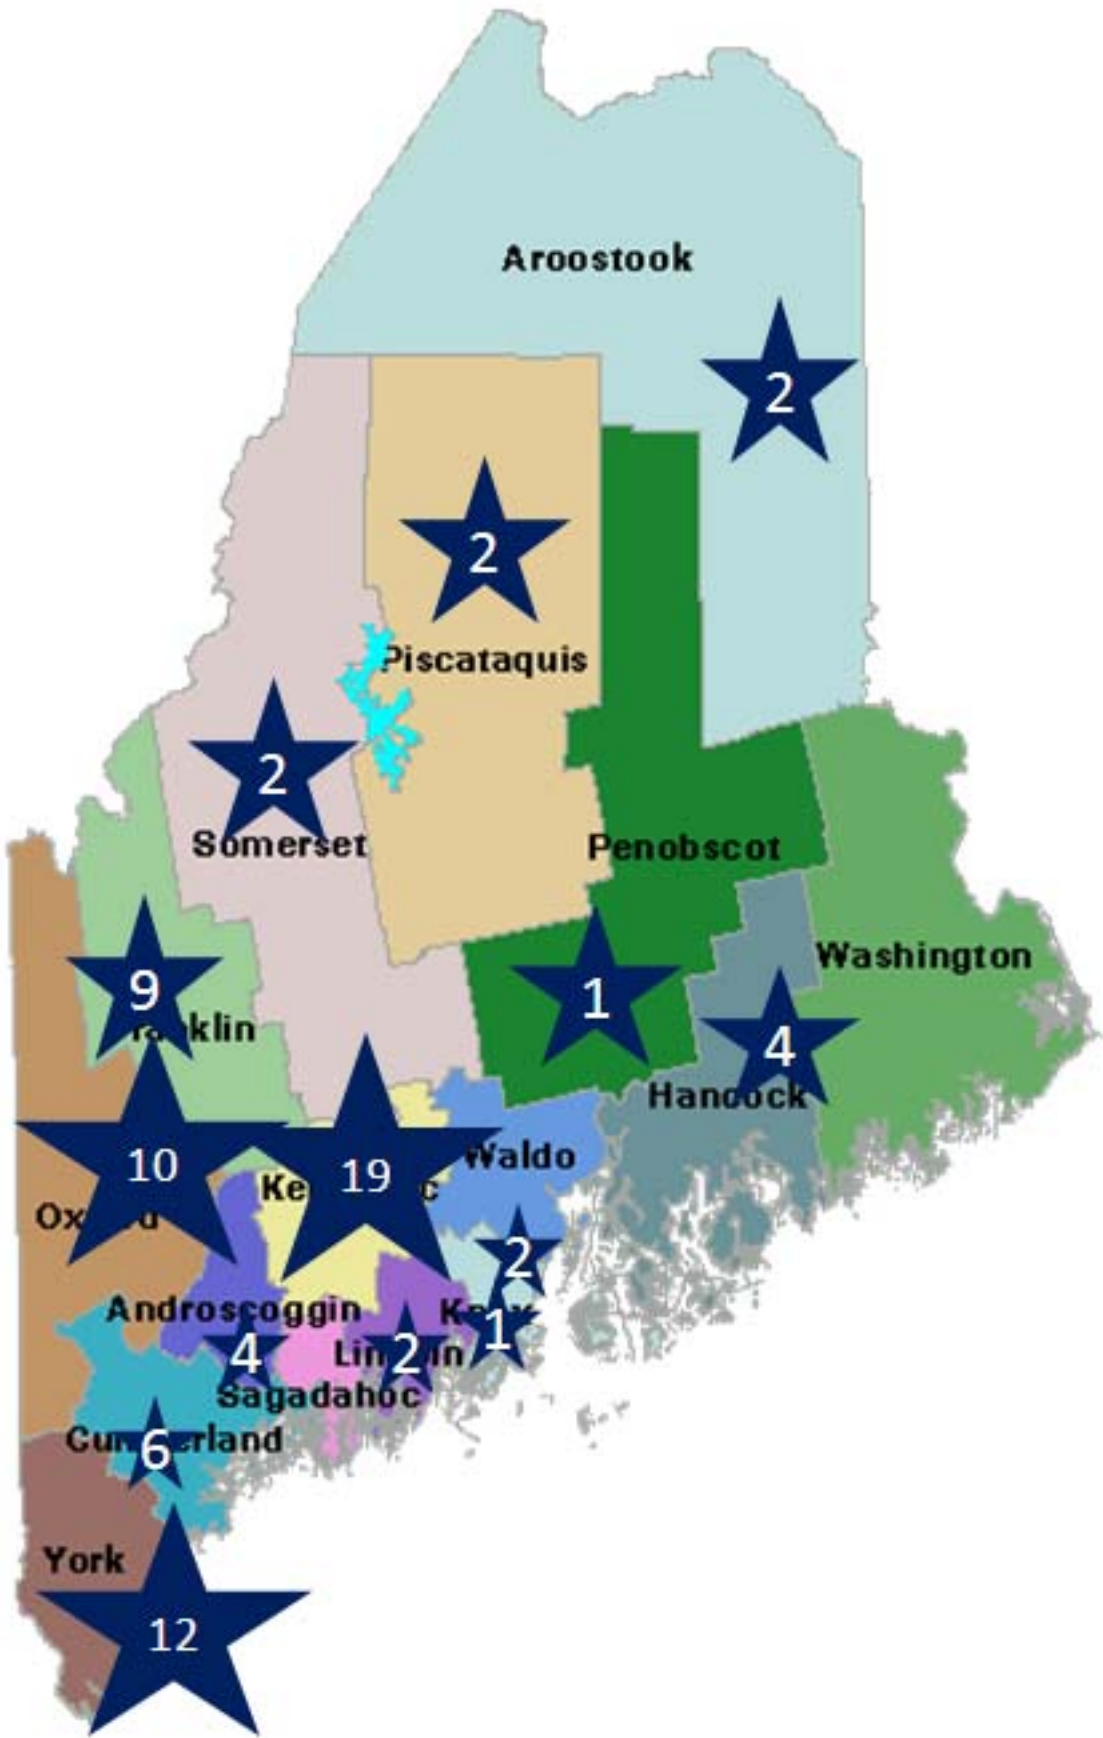 Aroostook
2
2
Piscataquis
2
Somerset
Penobscot
Washington
9
1
4
Hancock
10
19
Waldo
2
Androscoggin
1
4
2
Sagadahoc
6
York
12